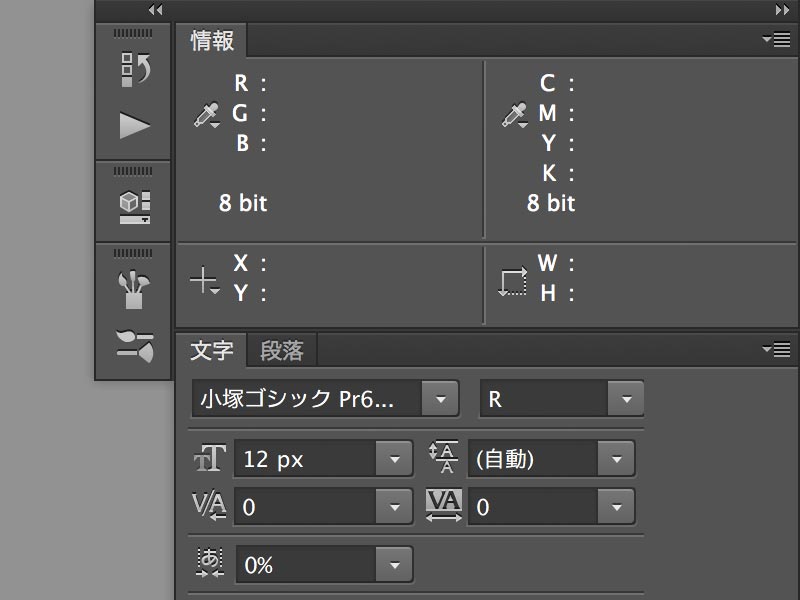 情報
R :
G :
B :
8 bit
C :
M :
Y :
K :
8 bit
X :
Y :
W :
H :
文字 段落
小塚ゴシック Pr6... R
12 px (自動)
0 0
0%